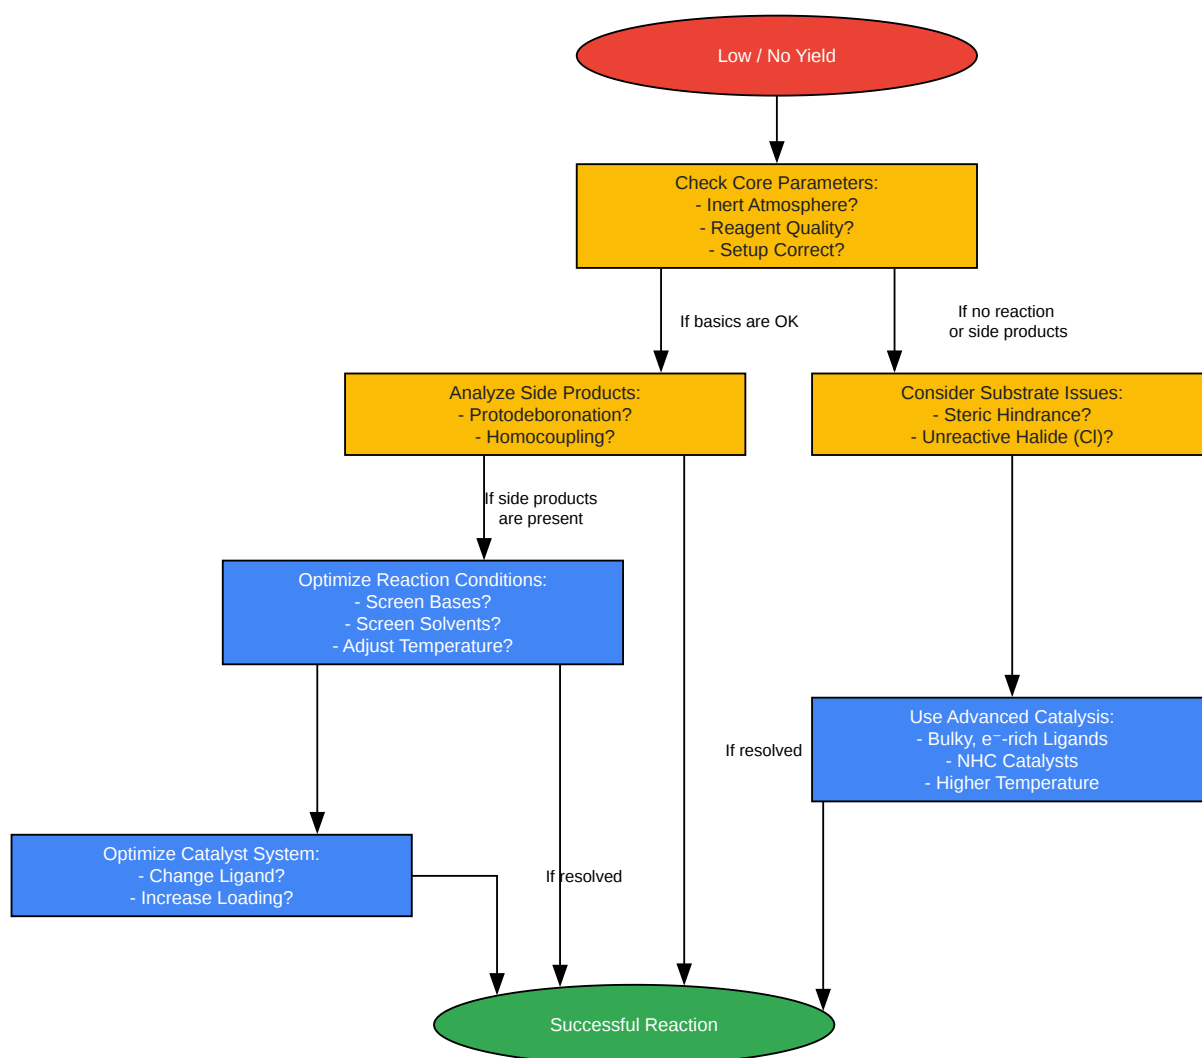 Low / No Yield
Check Core Parameters:
- Inert Atmosphere?
- Reagent Quality?
- Setup Correct?
If basics are OK
If no reaction
or side products
Analyze Side Products:
- Protodeboronation?
- Homocoupling?
Consider Substrate Issues:
- Steric Hindrance?
- Unreactive Halide (Cl)?
If side products
are present
Optimize Reaction Conditions:
- Screen Bases?
- Screen Solvents?
- Adjust Temperature?
Use Advanced Catalysis:
- Bulky, e⁻-rich Ligands
- NHC Catalysts
- Higher Temperature
If resolved
Optimize Catalyst System:
- Change Ligand?
- Increase Loading?
If resolved
Successful Reaction